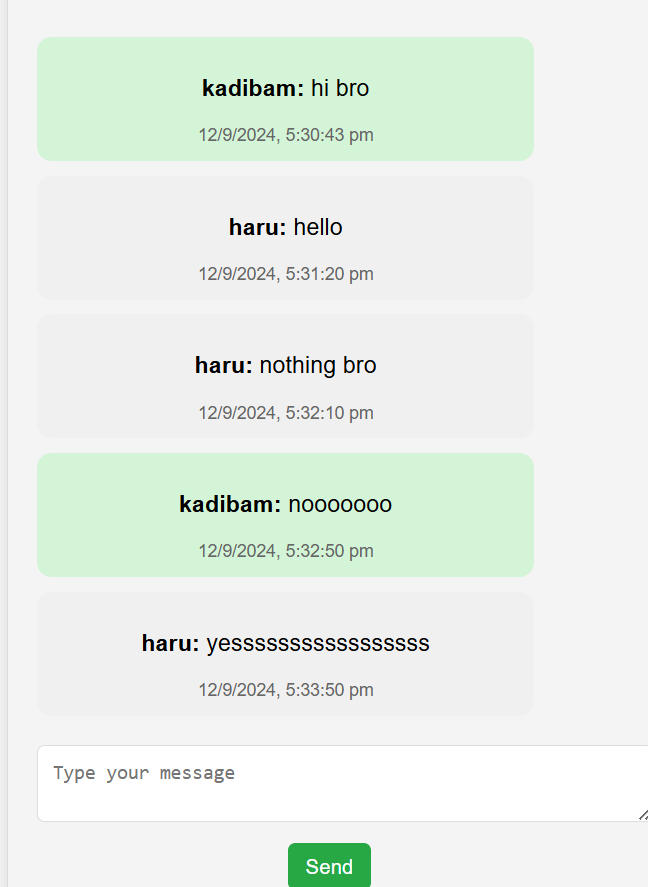 kadibam: hi bro
12/9/2024, 5:30:43 pm
haru: hello
12/9/2024, 5:31:20 pm
haru: nothing bro
12/9/2024, 5:32:10 pm
kadibam: nooooooo
12/9/2024, 5:32:50 pm
haru: yessssssssssssssssss
12/9/2024, 5:33:50 pm
Type your message
Send